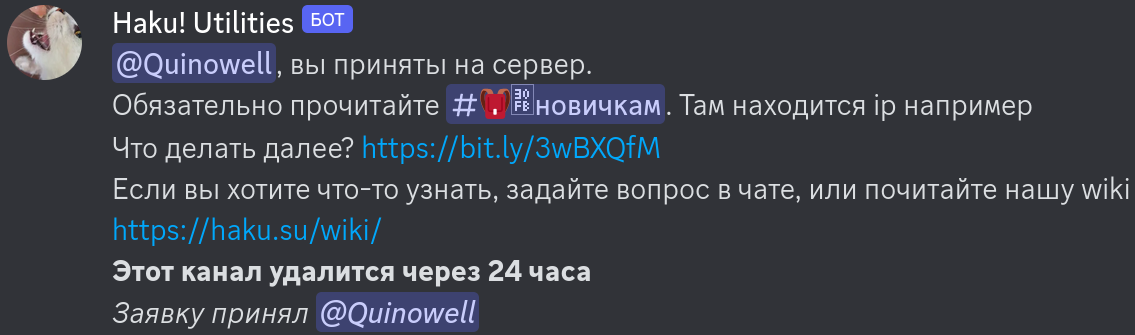 Haku! Utilities БОТ
@Quinowell, вы приняты на сервер.
Обязательно прочитайте #🎒・новичкам. Там находится ip например
Что делать далее? https://bit.ly/3wBXQfM
Если вы хотите что-то узнать, задайте вопрос в чате, или почитайте нашу wiki
https://haku.su/wiki/
Этот канал удалится через 24 часа
Заявку принял @Quinowell